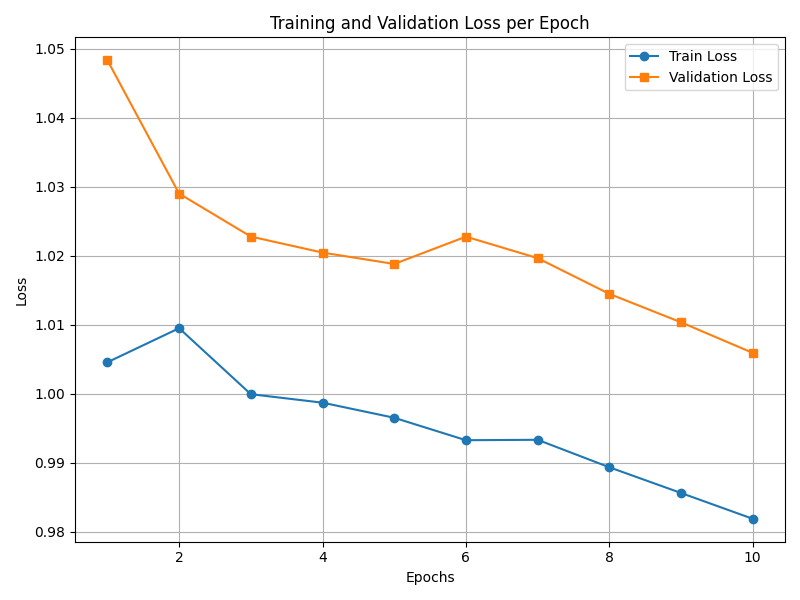 Training and Validation Loss per Epoch
Train Loss
Validation Loss
1.05
1.04
1.03
1.02
1.01
1.00
0.99
0.98
Loss
2 4 6 8 10
Epochs